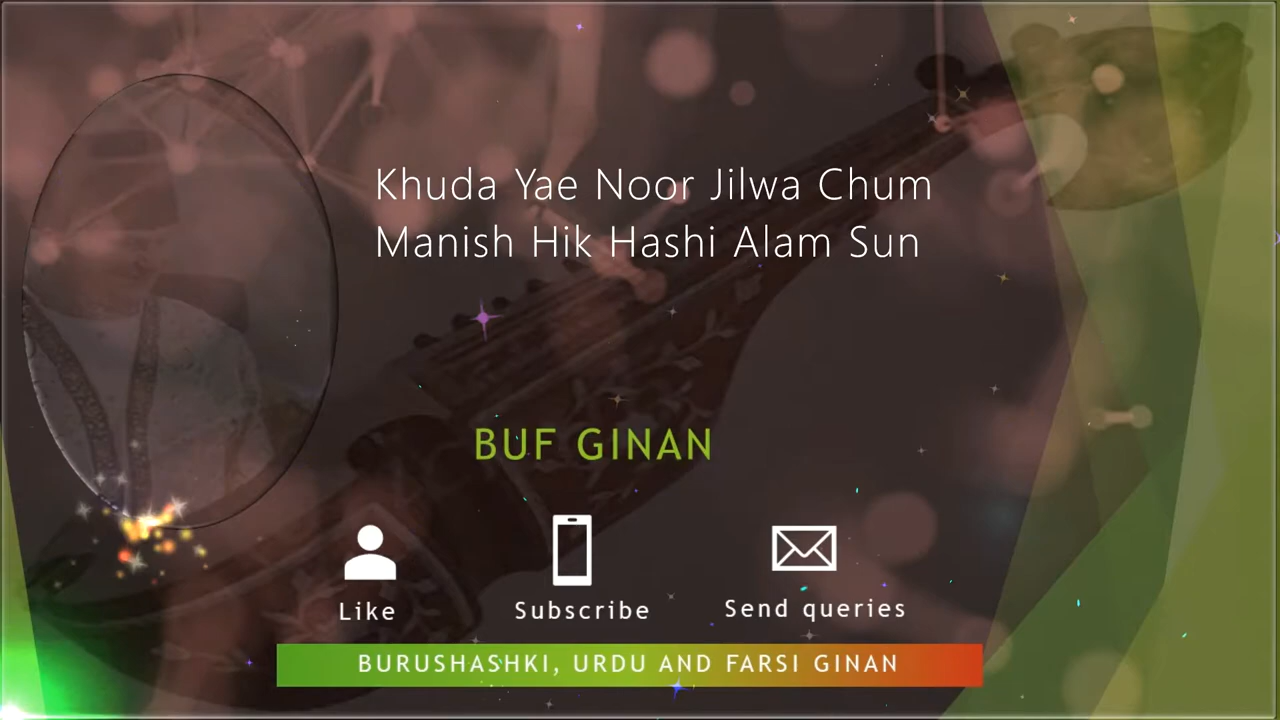 Khuda Yae Noor Jilwa Chum
Manish Hik Hashi Alam Sun
BUF GINAN
Like
Subscribe
Send queries
BURUSHASHKI, URDU AND FARSI GINAN